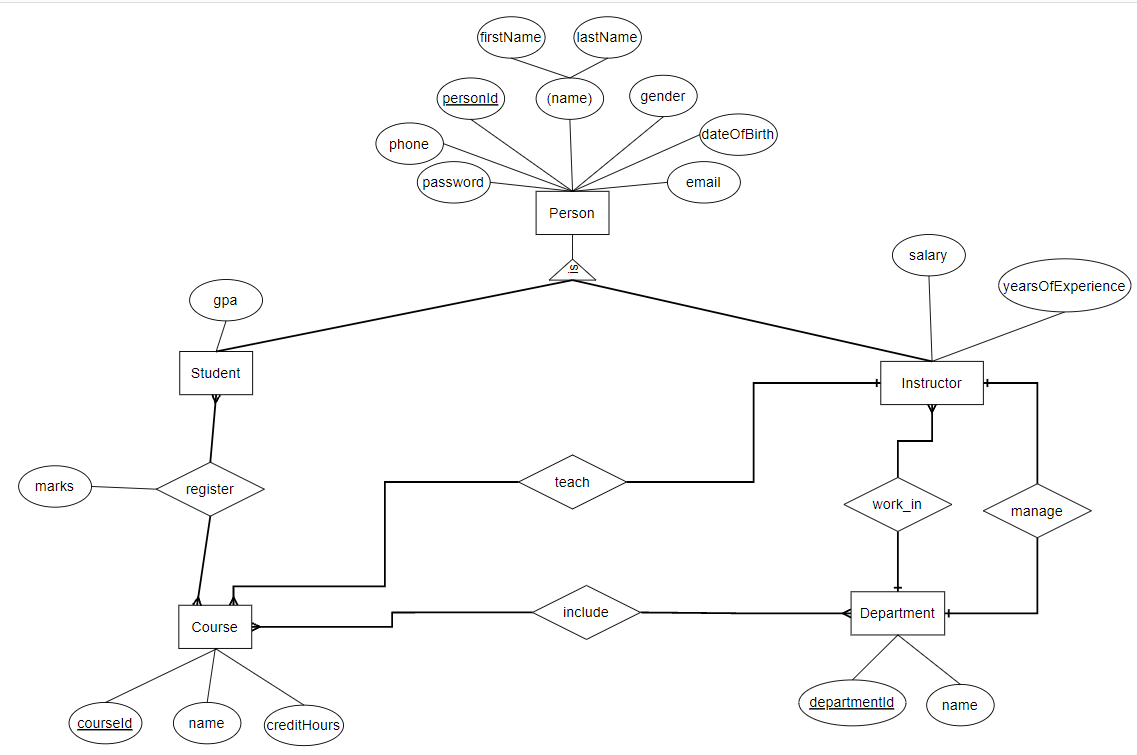 firstName
lastName
personId
(name)
gender
phone
dateOfBirth
password
email
Person
is
salary
yearsOfExperience
gpa
Student
Instructor
marks
register
teach
work_in
manage
Course
include
Department
courseId
name
creditHours
departmentId
name